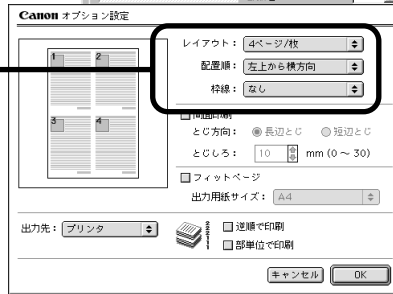 Canon オプション設定
レイアウト： 4ページ/枚
配置順： 左上から横方向
枠線： なし
1 2
3 4
両面印刷
とじ方向： 長辺とじ 短辺とじ
とじしろ： 10 mm (0 ～ 30)
フィットページ
出力用紙サイズ： A4
出力先： プリンタ
逆順で印刷
部単位で印刷
キャンセル OK